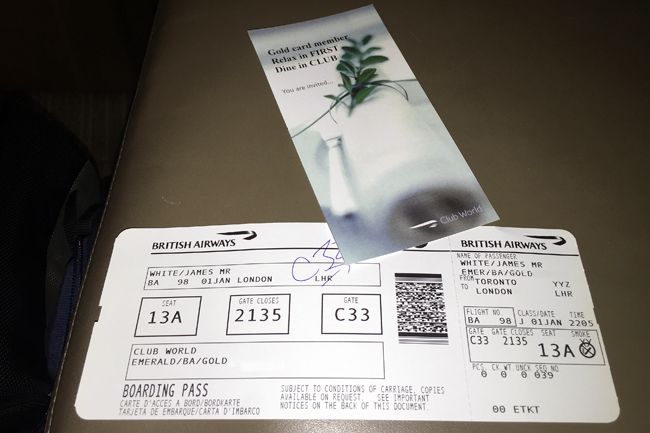 Gold card member
Relax in FIRST
Dine in CLUB
You are invited...
Club World
BRITISH AIRWAYS
WHITE/JAMES MR
BA 98 01JAN LONDON LHR
SEAT
13A
GATE CLOSES
2135
GATE
C33
CLUB WORLD
EMERALD/BA/GOLD
BOARDING PASS
CARTE D'ACCES A BORD/BORDKARTE
TARJETA DE EMBARQUE/CARTA D'IMBARCO
SUBJECT TO CONDITIONS OF CARRIAGE, COPIES
AVAILABLE ON REQUEST. SEE IMPORTANT
NOTICES ON THE BACK OF THIS DOCUMENT.
BRITISH AIRWAYS
NAME OF PASSENGER
WHITE/JAMES MR
EMER/BA/GOLD
FROM TORONTO YYZ
TO LONDON LHR
FLIGHT NO. CLASS/DATE TIME
BA 98 J 01JAN 2205
GATE GATE CLOSES SEAT SMOKE
C33 2135 13A
PCS. CK. WT. UNCK SEQ NO
0 0 0 039
00 ETKT